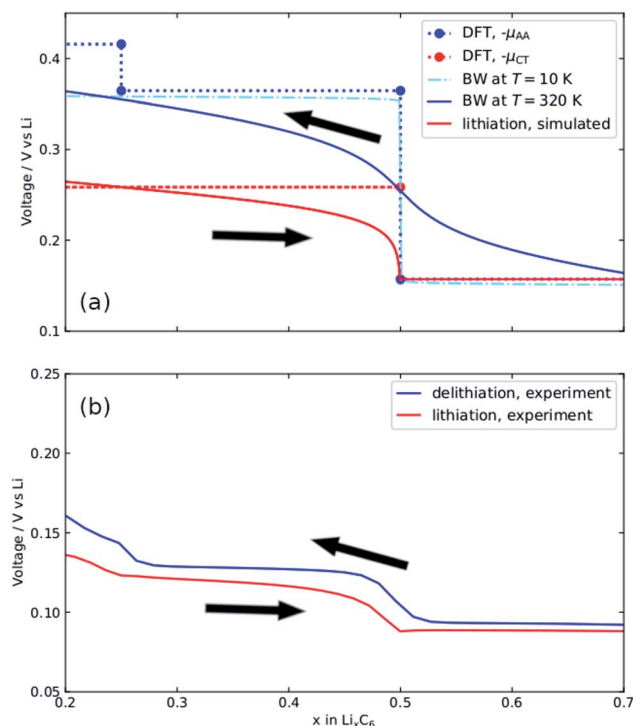 0.4
0.3
0.2
0.1
Voltage / V vs Li
DFT, -μAA
DFT, -μCT
BW at T = 10 K
BW at T = 320 K
lithiation, simulated
(a)
0.25
0.20
0.15
0.10
0.05
Voltage / V vs Li
(b)
delithiation, experiment
lithiation, experiment
0.2 0.3 0.4 0.5 0.6 0.7
x in LixC6